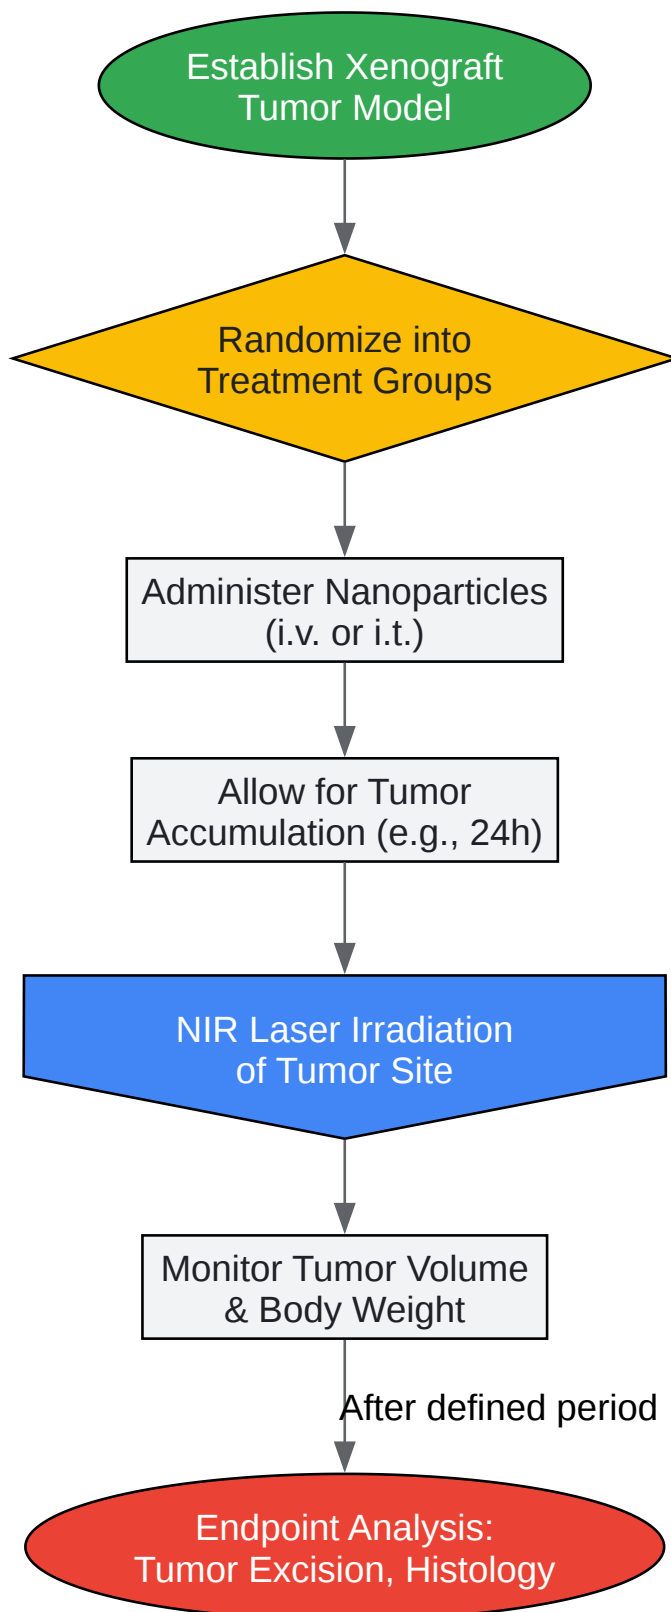 Establish Xenograft
Tumor Model
Randomize into
Treatment Groups
Administer Nanoparticles
(i.v. or i.t.)
Allow for Tumor
Accumulation (e.g., 24h)
NIR Laser Irradiation
of Tumor Site
Monitor Tumor Volume
& Body Weight
After defined period
Endpoint Analysis:
Tumor Excision, Histology